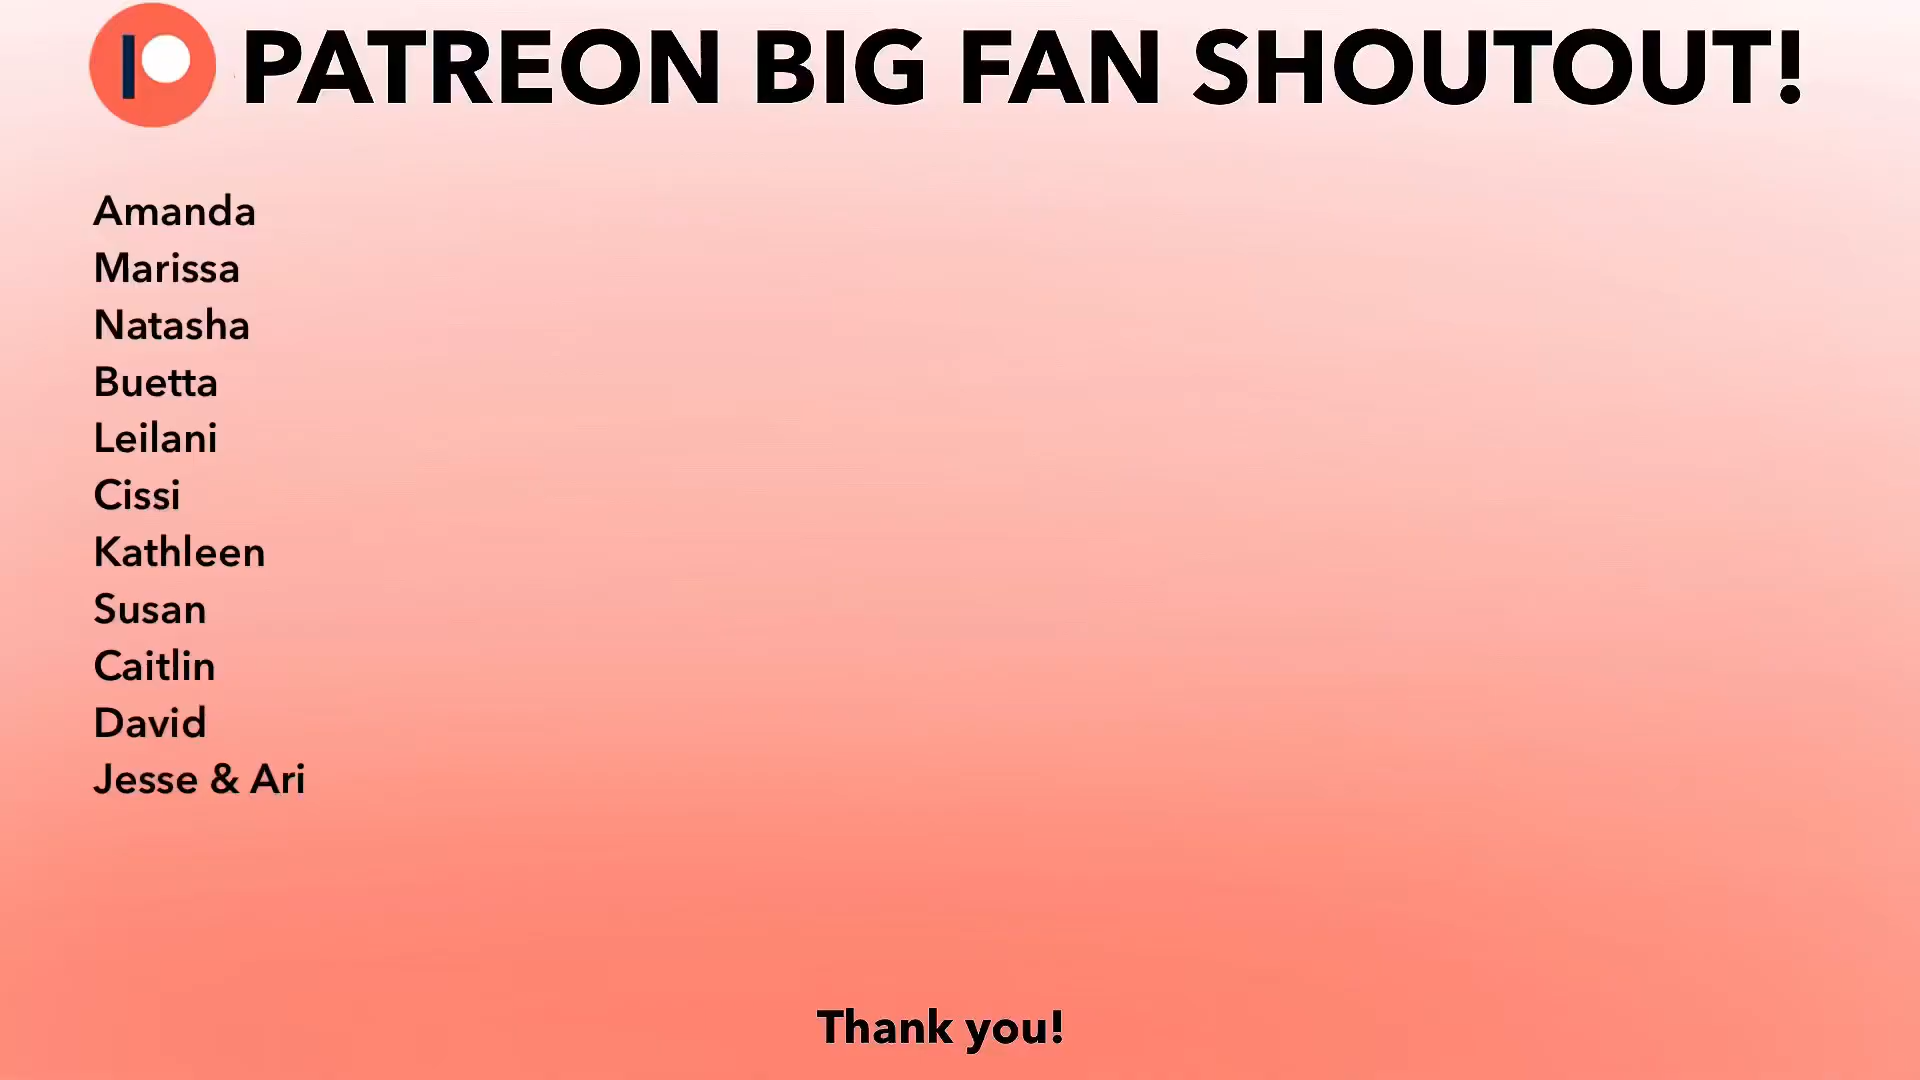 PATREON BIG FAN SHOUTOUT!
Amanda
Marissa
Natasha
Buetta
Leilani
Cissi
Kathleen
Susan
Caitlin
David
Jesse & Ari
Thank you!